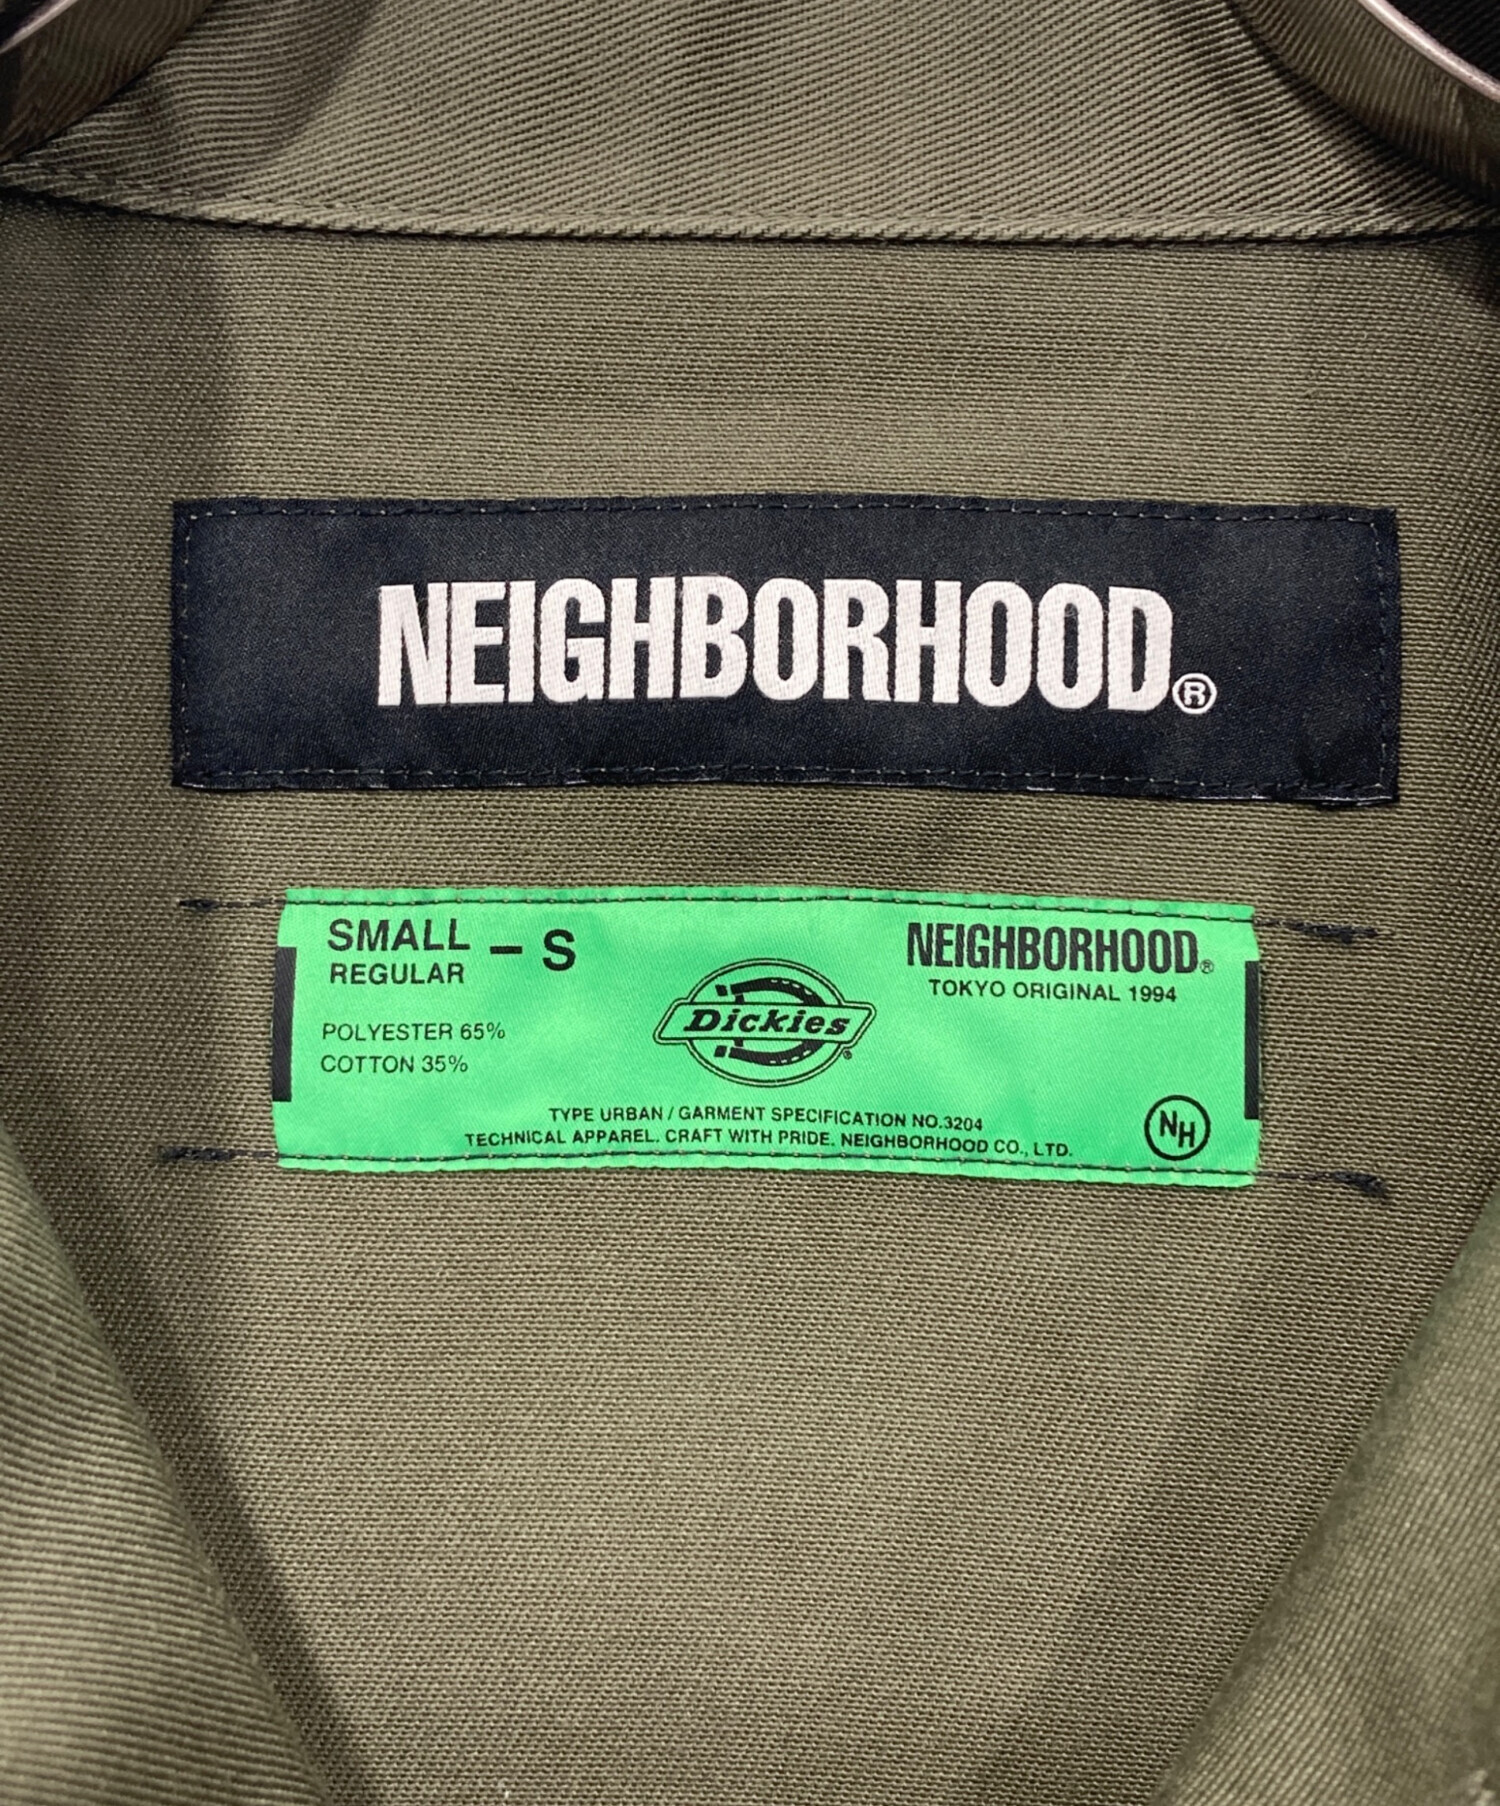 NEIGHBORHOOD®
SMALL - S
REGULAR
POLYESTER 65%
COTTON 35%
Dickies®
NEIGHBORHOOD®
TOKYO ORIGINAL 1994
TYPE URBAN / GARMENT SPECIFICATION NO.3204
TECHNICAL APPAREL. CRAFT WITH PRIDE. NEIGHBORHOOD CO., LTD.
NH